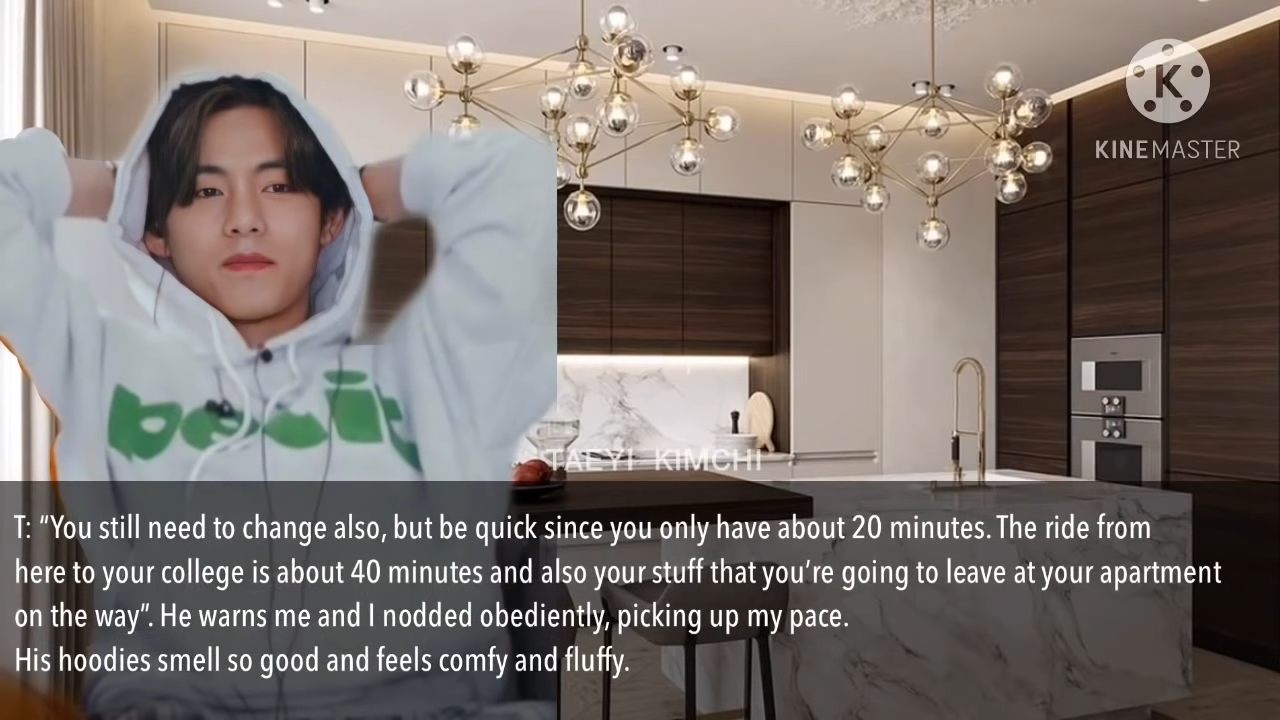 K
KINEMASTER
beit
TAEYI KIMCHI
T: “You still need to change also, but be quick since you only have about 20 minutes. The ride from
here to your college is about 40 minutes and also your stuff that you’re going to leave at your apartment
on the way”. He warns me and I nodded obediently, picking up my pace.
His hoodies smell so good and feels comfy and fluffy.